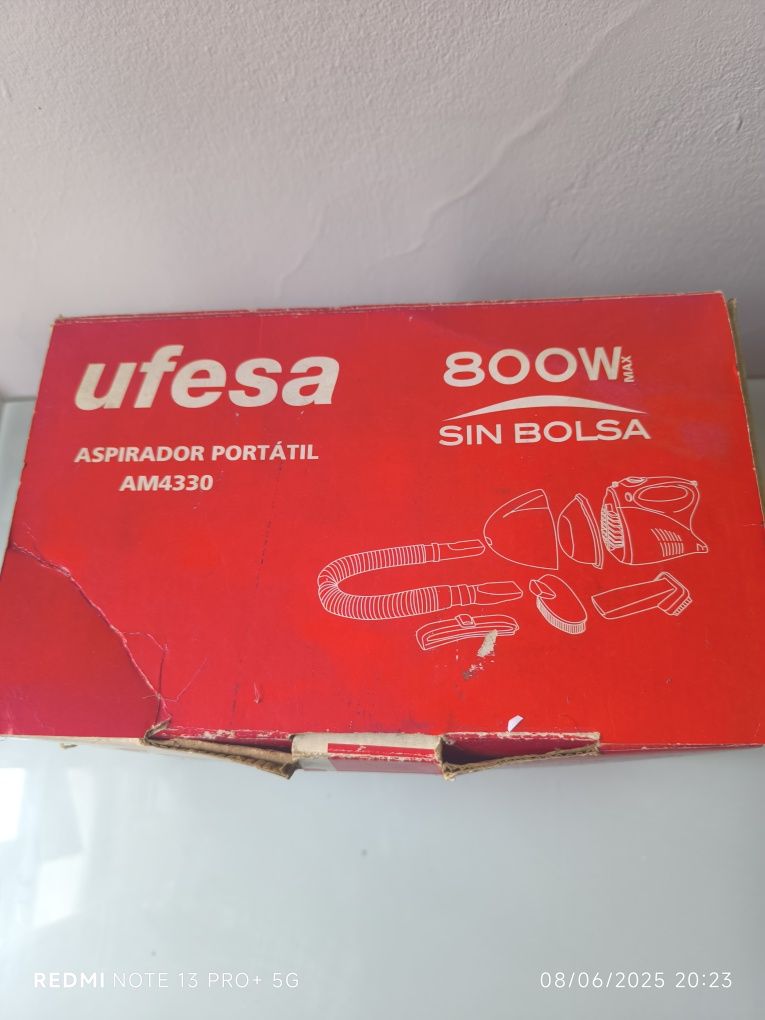 ufesa
ASPIRADOR PORTÁTIL
AM4330
800W MAX
SIN BOLSA
REDMI NOTE 13 PRO+ 5G
08/06/2025 20:23